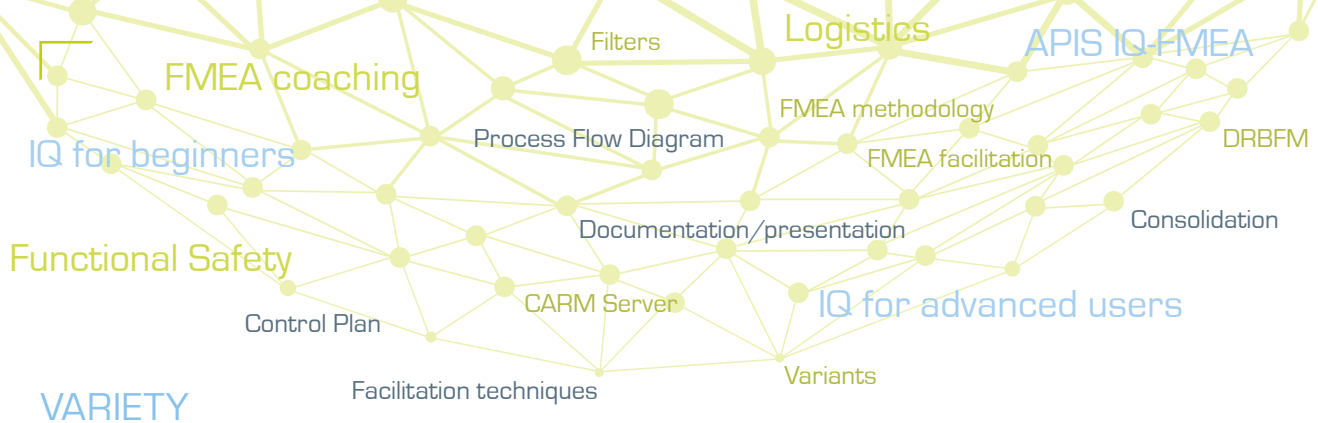 Logistics
Filters
APIS IQ-FMEA
FMEA coaching
FMEA methodology
Process Flow Diagram
DRBFM
IQ for beginners
FMEA facilitation
Consolidation
Documentation/presentation
Functional Safety
CARM Server
IQ for advanced users
Control Plan
Variants
Facilitation techniques
VARIETY